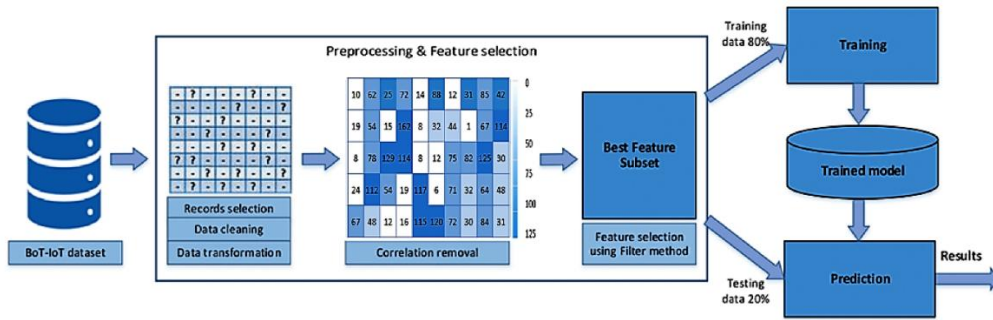 Preprocessing & Feature selection
BoT-IoT dataset
Records selection
Data cleaning
Data transformation
10 62 25 72 14 88 12 31 85 42
19 54 15 162 8 32 44 1 67 114
8 78 129 114 8 12 75 82 125 30
24 112 54 19 117 6 71 32 64 48
67 48 12 16 115 120 72 30 84 31
0
25
50
75
100
125
Correlation removal
Best Feature
Subset
Feature selection
using Filter method
Training
data 80%
Testing
data 20%
Training
Trained model
Prediction
Results